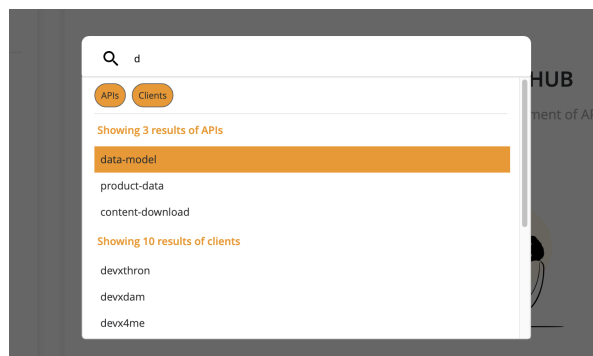 d
HUB
APIs Clients
ment of
Showing 3 results of APIs
data-model
product-data
content-download
Showing 10 results of clients
devxthron
devxdam
devx4me